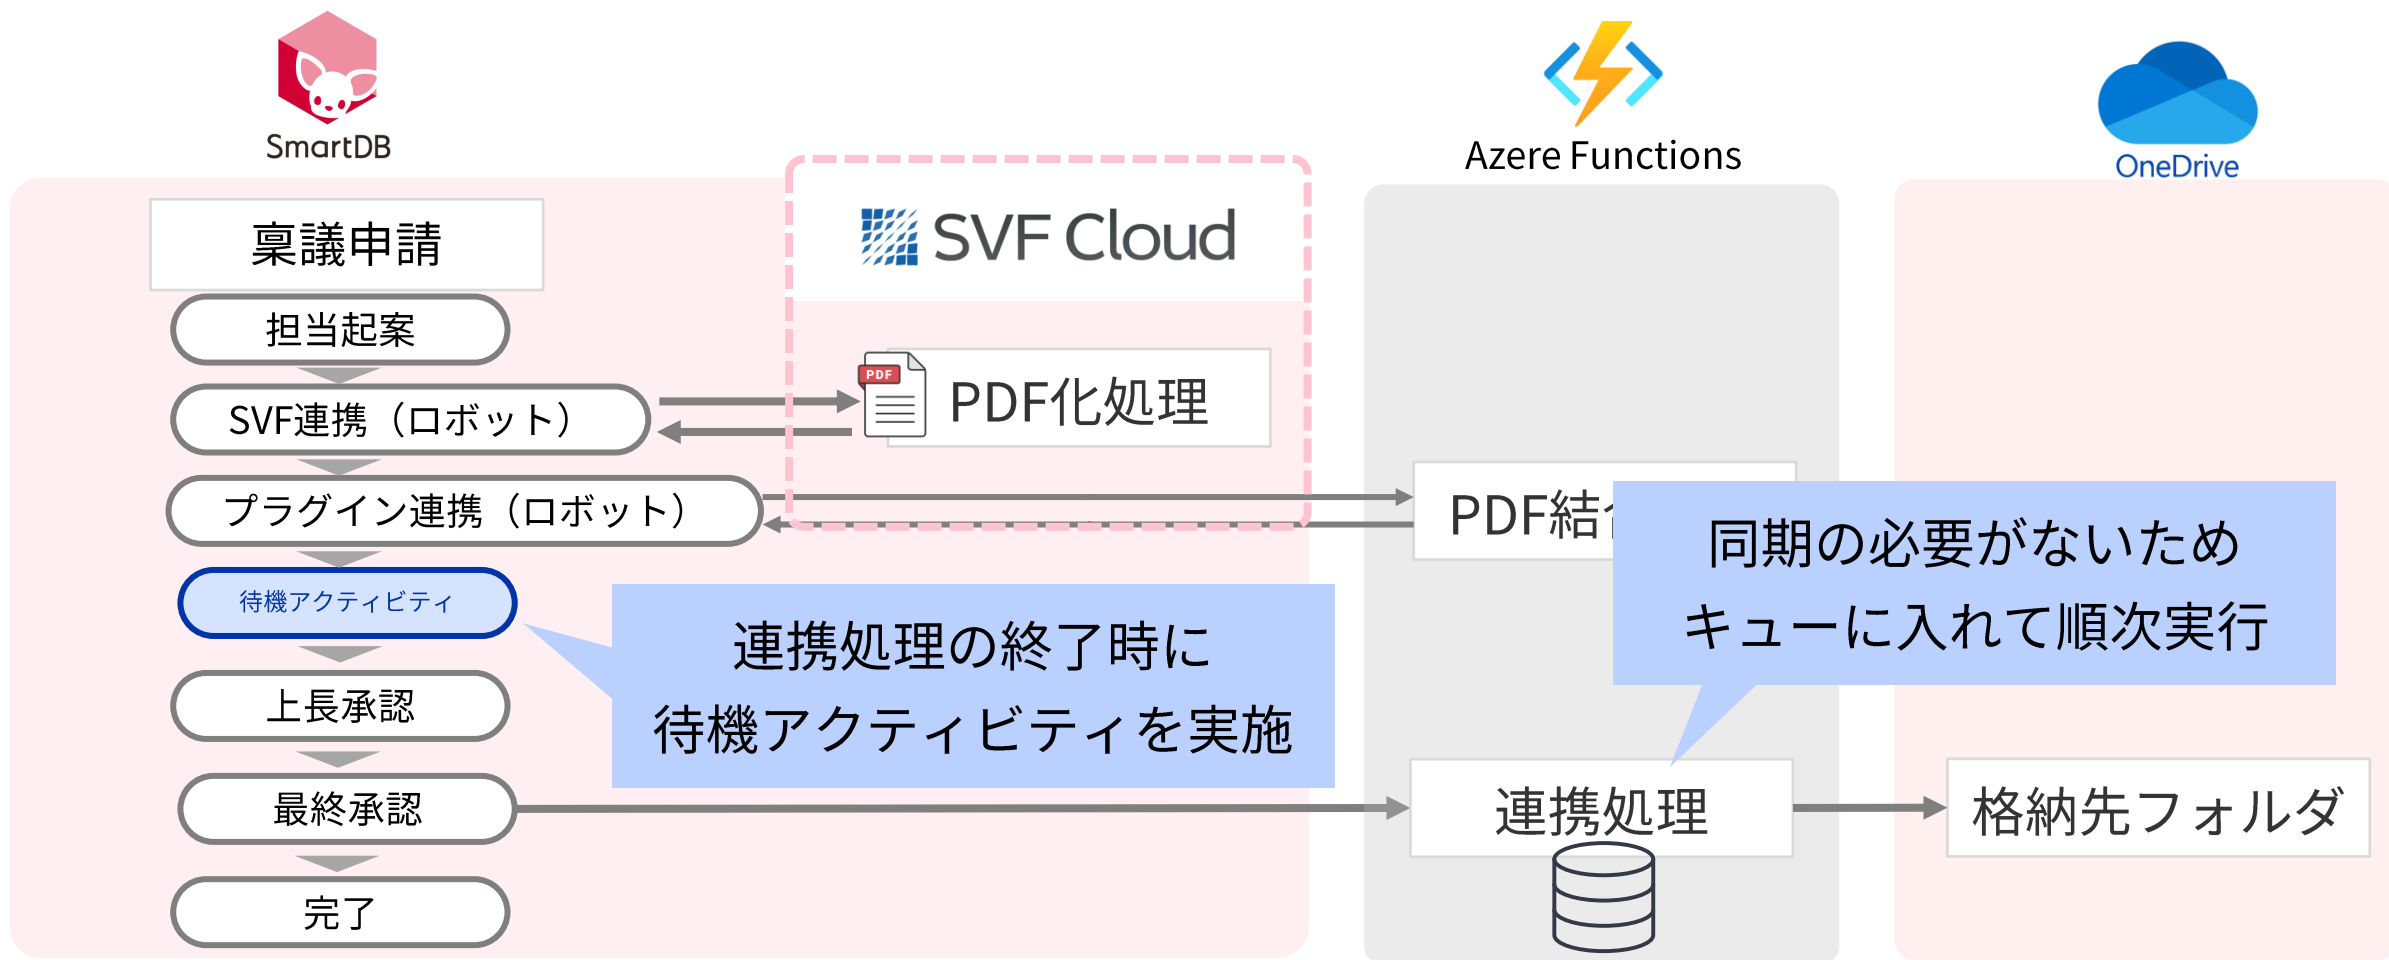 SmartDB
Azere Functions
OneDrive
SVF Cloud
稟議申請
担当起案
SVF連携（ロボット）
PDF
PDF化処理
プラグイン連携（ロボット）
PDF結合
同期の必要がないため
キューに入れて順次実行
待機アクティビティ
連携処理の終了時に
待機アクティビティを実施
上長承認
最終承認
連携処理
格納先フォルダ
完了